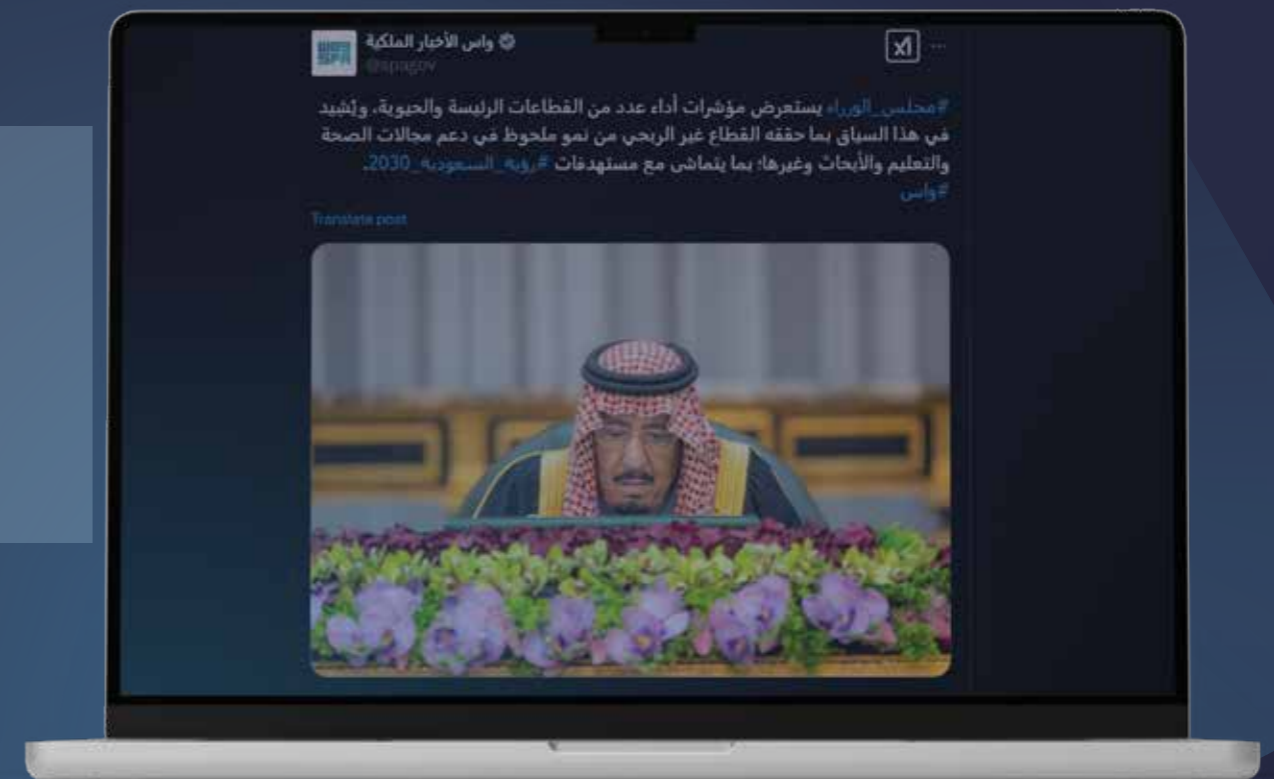 واس الأخبار الملكية
@spagov
#مجلس_الوزراء يستعرض مؤشرات أداء عدد من القطاعات الرئيسة والحيوية، ويُشيد
في هذا السياق بما حققه القطاع غير الربحي من نمو ملحوظ في دعم مجالات الصحة
والتعليم والأبحاث وغيرها؛ بما يتماشى مع مستهدفات #رؤية_السعودية_2030.
#واس
Translate post